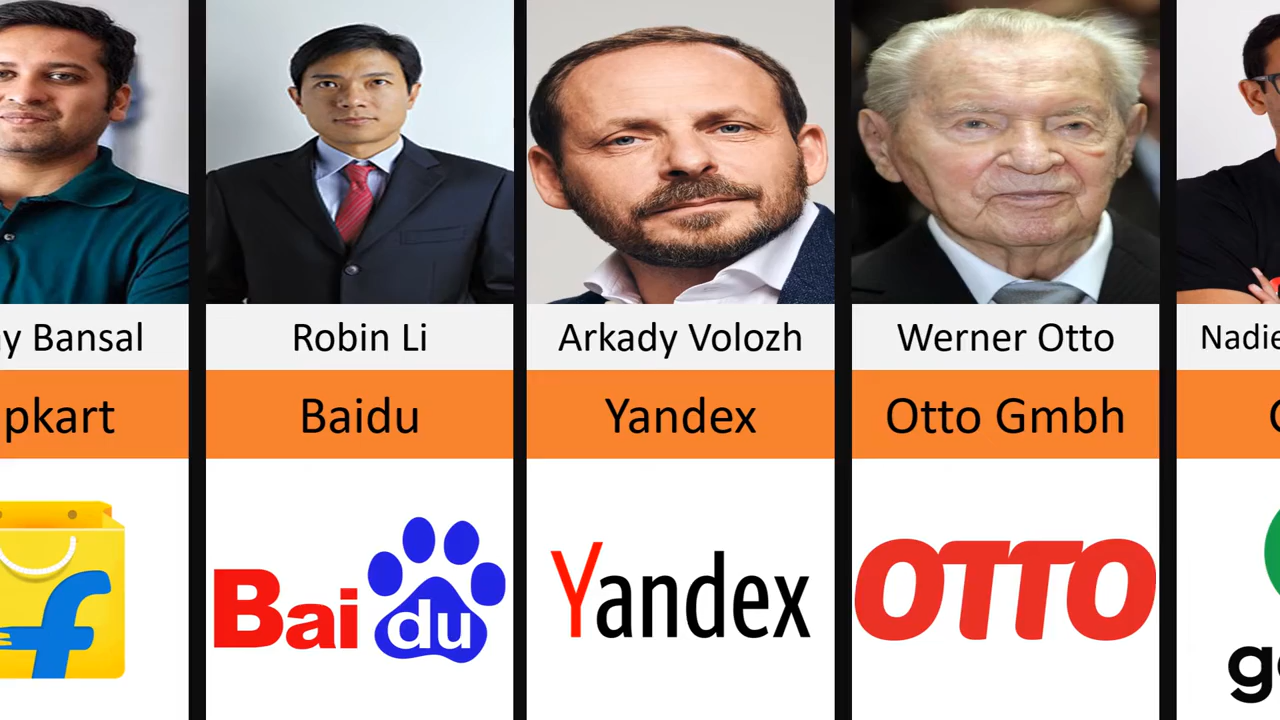 y Bansal
pkart
f
Robin Li
Baidu
Bai du
Arkady Volozh
Yandex
Yandex
Werner Otto
Otto Gmbh
OTTO
Nadie
g